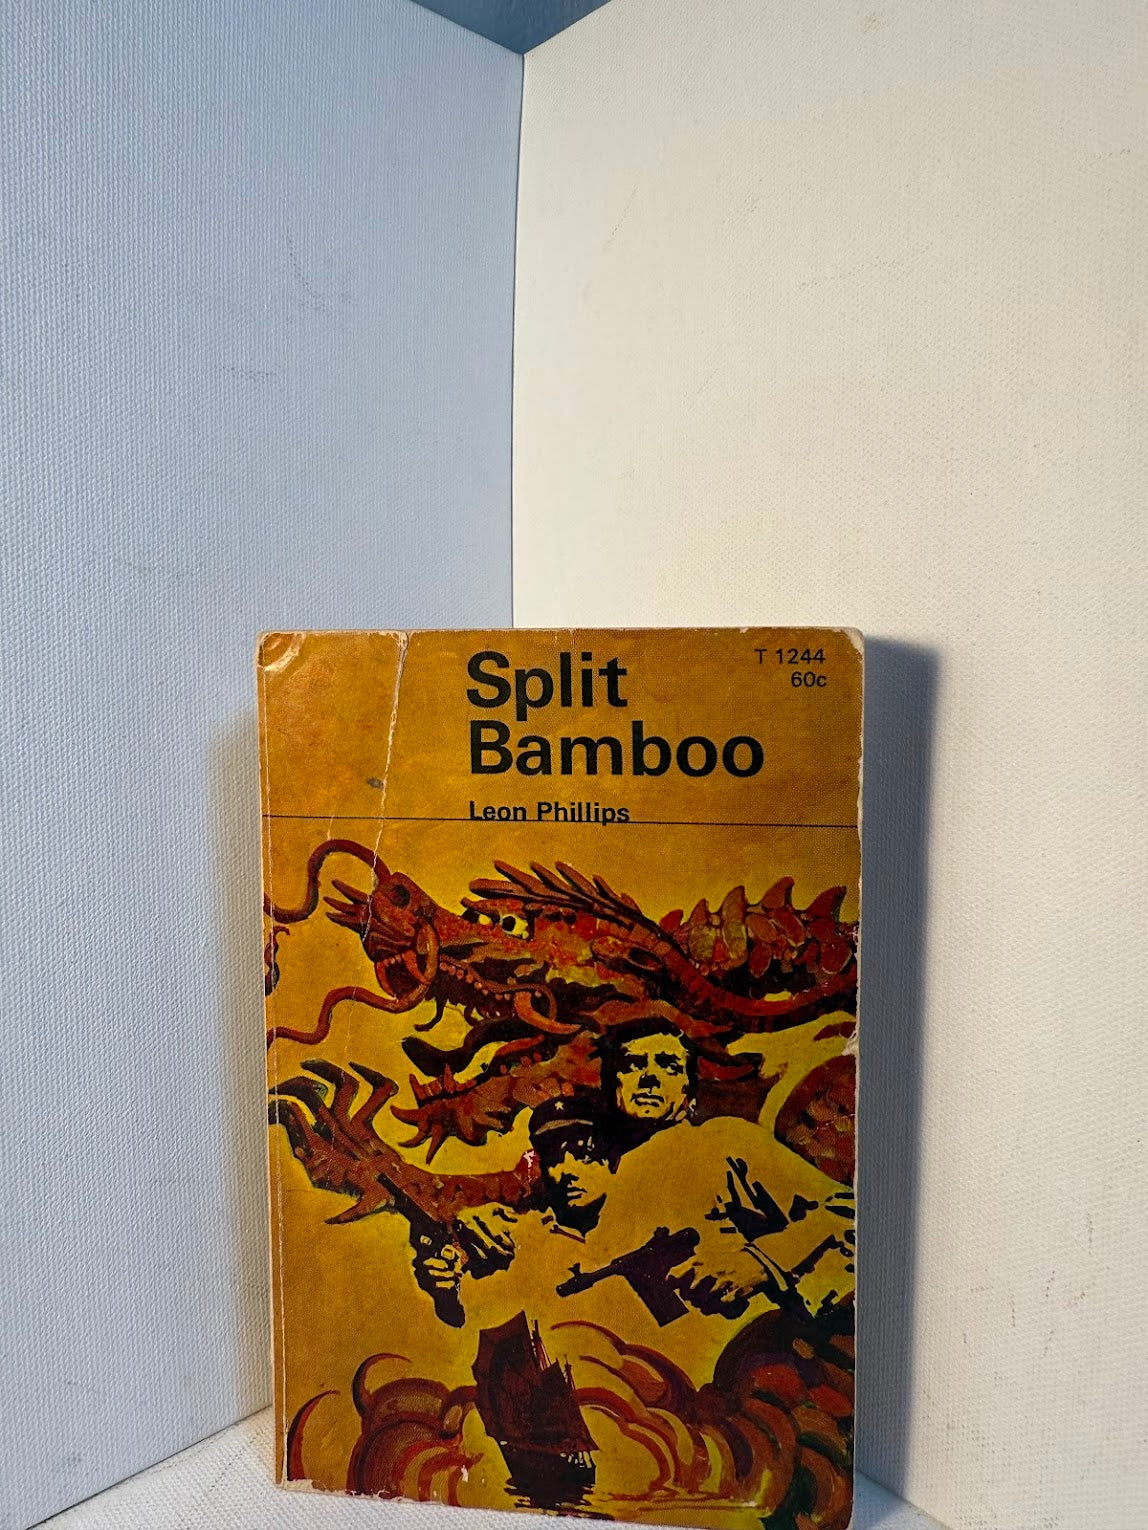 Split
Bamboo
T 1244
60c
Leon Phillips